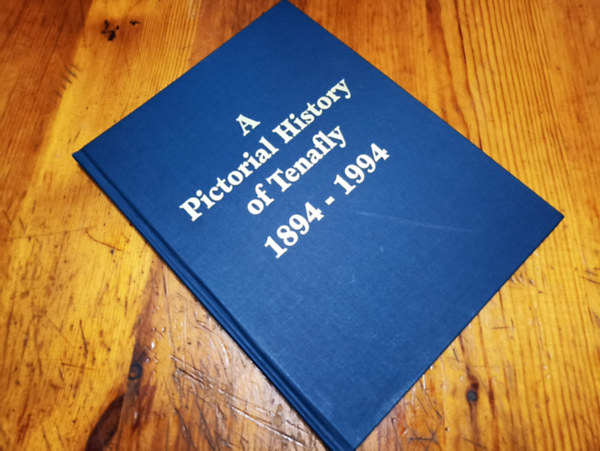 A
Pictorial History
of Tenafly
1894 - 1994